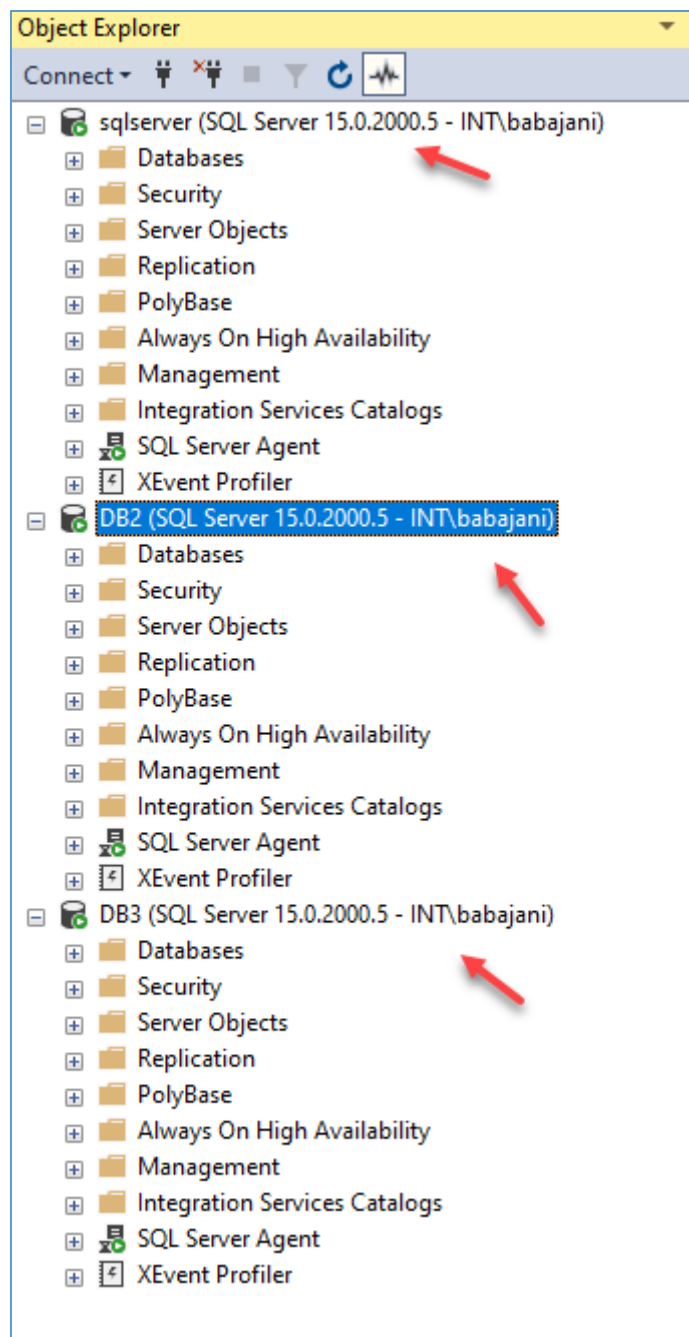 Object Explorer
Connect
sqlserver (SQL Server 15.0.2000.5 - INT\babajani)
Databases
Security
Server Objects
Replication
PolyBase
Always On High Availability
Management
Integration Services Catalogs
SQL Server Agent
XEvent Profiler
DB2 (SQL Server 15.0.2000.5 - INT\babajani)
Databases
Security
Server Objects
Replication
PolyBase
Always On High Availability
Management
Integration Services Catalogs
SQL Server Agent
XEvent Profiler
DB3 (SQL Server 15.0.2000.5 - INT\babajani)
Databases
Security
Server Objects
Replication
PolyBase
Always On High Availability
Management
Integration Services Catalogs
SQL Server Agent
XEvent Profiler